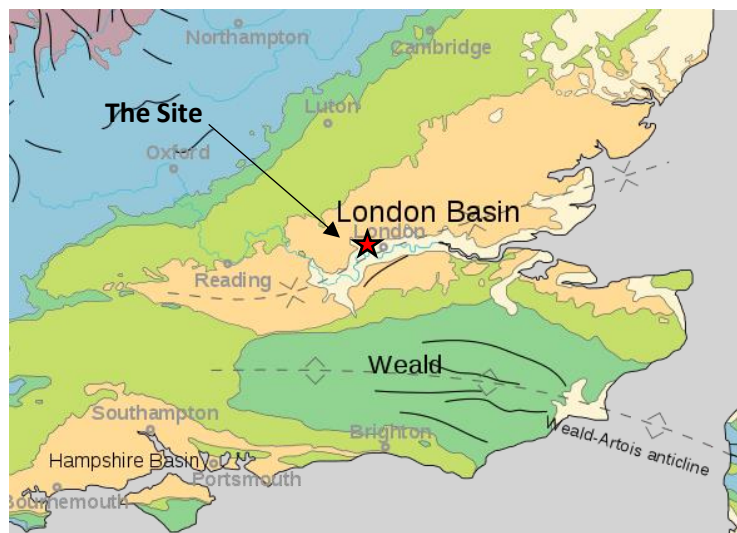 Northampton
Cambridge
The Site
Luton
Oxford
London Basin
London
Reading
Weald
Southampton
Brighton
Weald-Artois anticline
Hampshire Basin
Portsmouth
Bournemouth